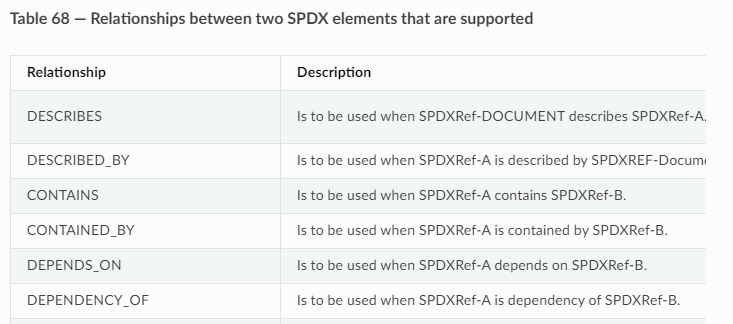 Table 68 — Relationships between two SPDX elements that are supported
Relationship Description
DESCRIBES Is to be used when SPDXRef-DOCUMENT describes SPDXRef-A.
DESCRIBED_BY Is to be used when SPDXRef-A is described by SPDXREF-Docume
CONTAINS Is to be used when SPDXRef-A contains SPDXRef-B.
CONTAINED_BY Is to be used when SPDXRef-A is contained by SPDXRef-B.
DEPENDS_ON Is to be used when SPDXRef-A depends on SPDXRef-B.
DEPENDENCY_OF Is to be used when SPDXRef-A is dependency of SPDXRef-B.